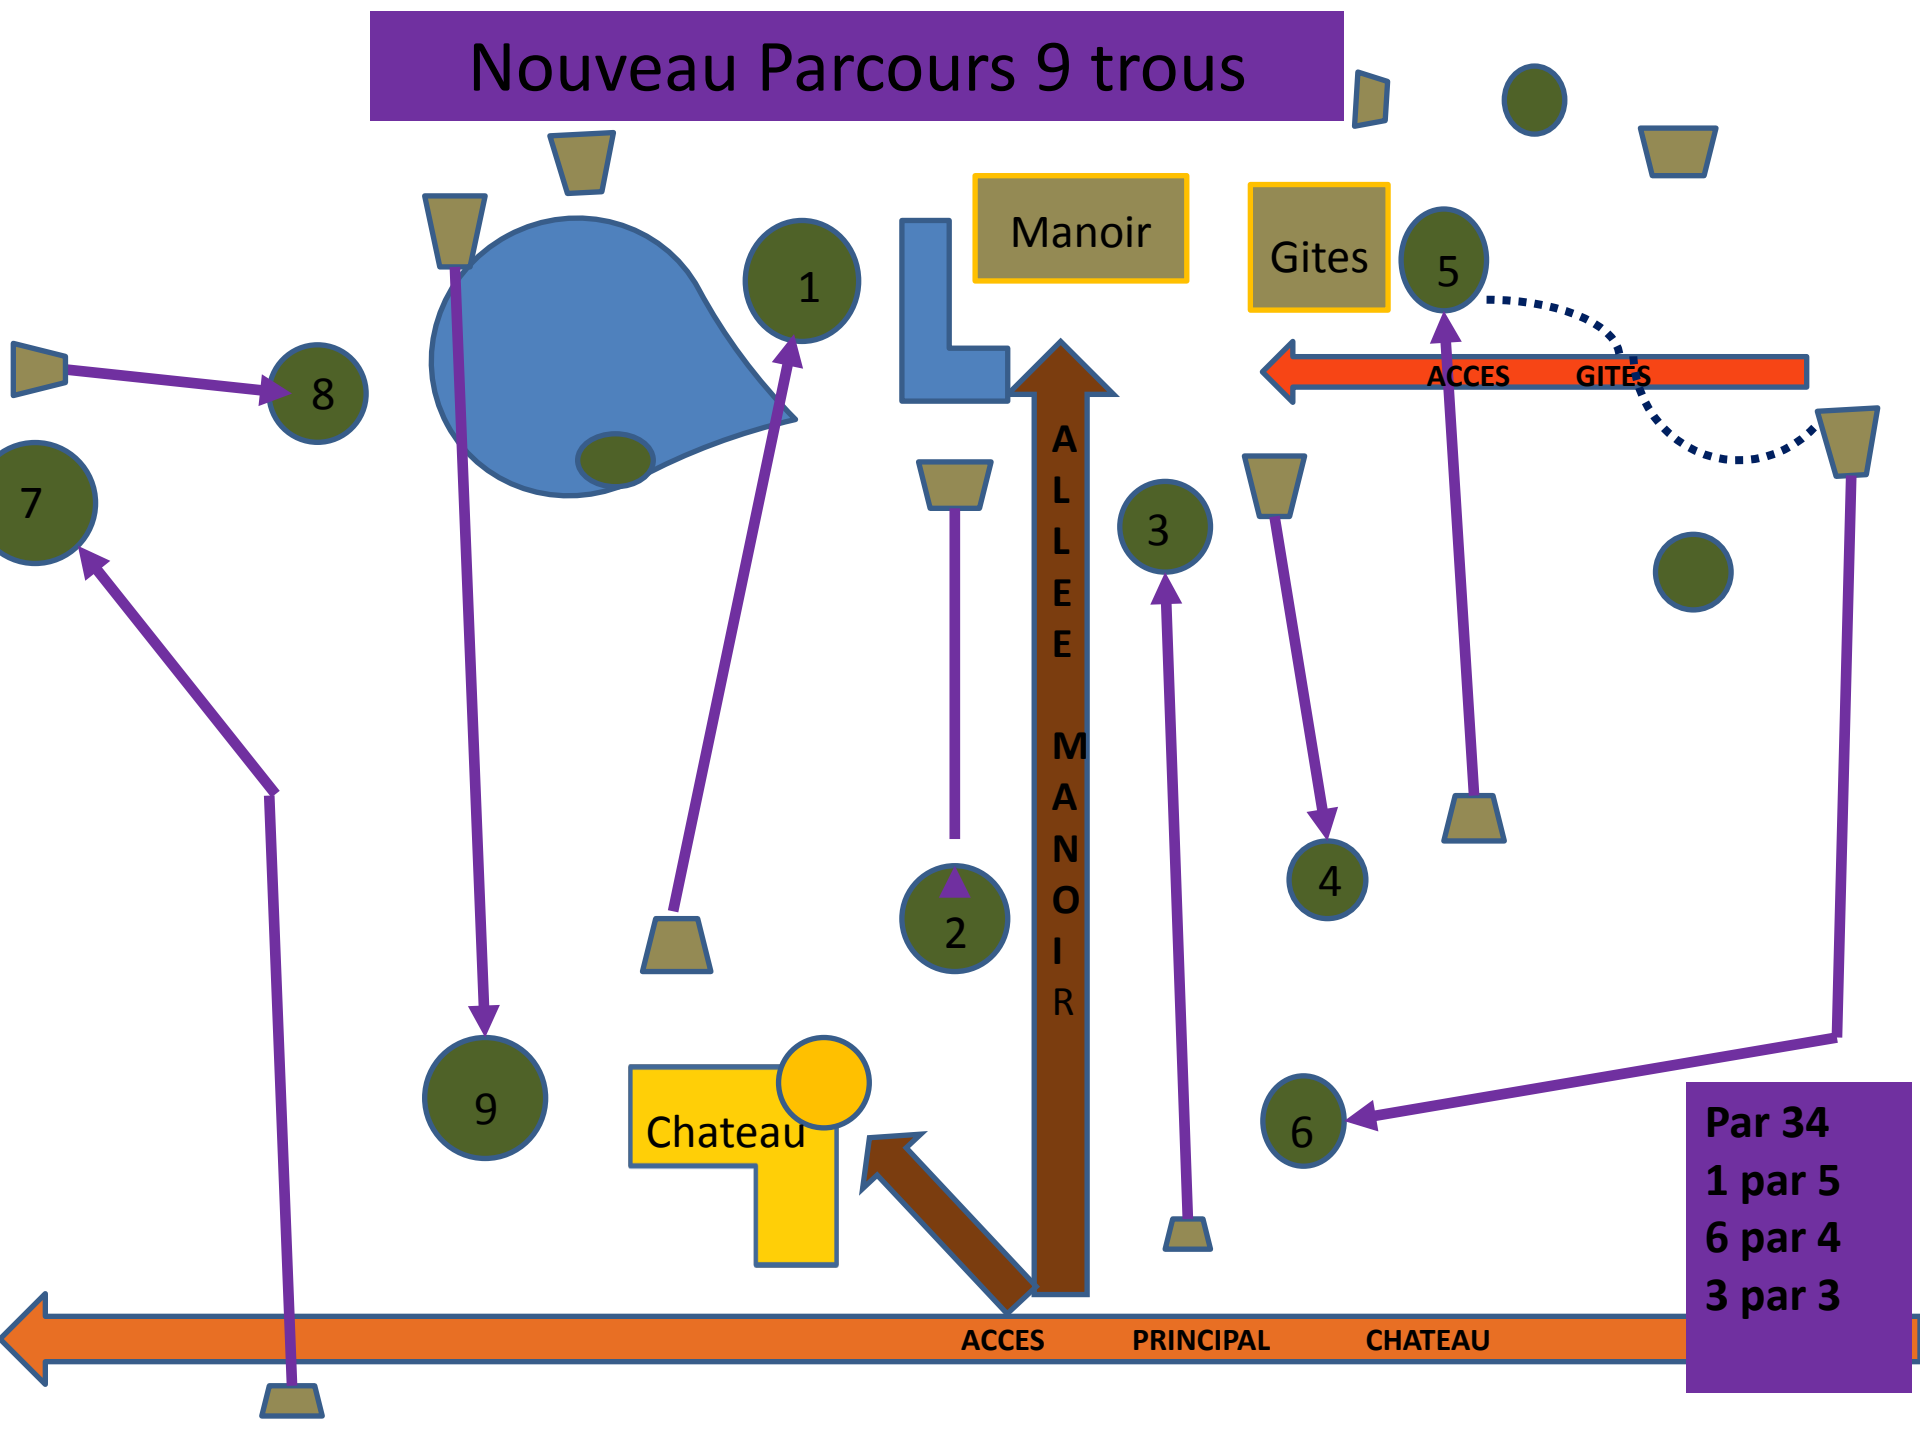 Nouveau Parcours 9 trous
Manoir
Gites
1
5
8
ACCES GITES
7
3
ALLEE MANOIR
4
2
9
Chateau
6
Par 34
1 par 5
6 par 4
3 par 3
ACCES PRINCIPAL CHATEAU